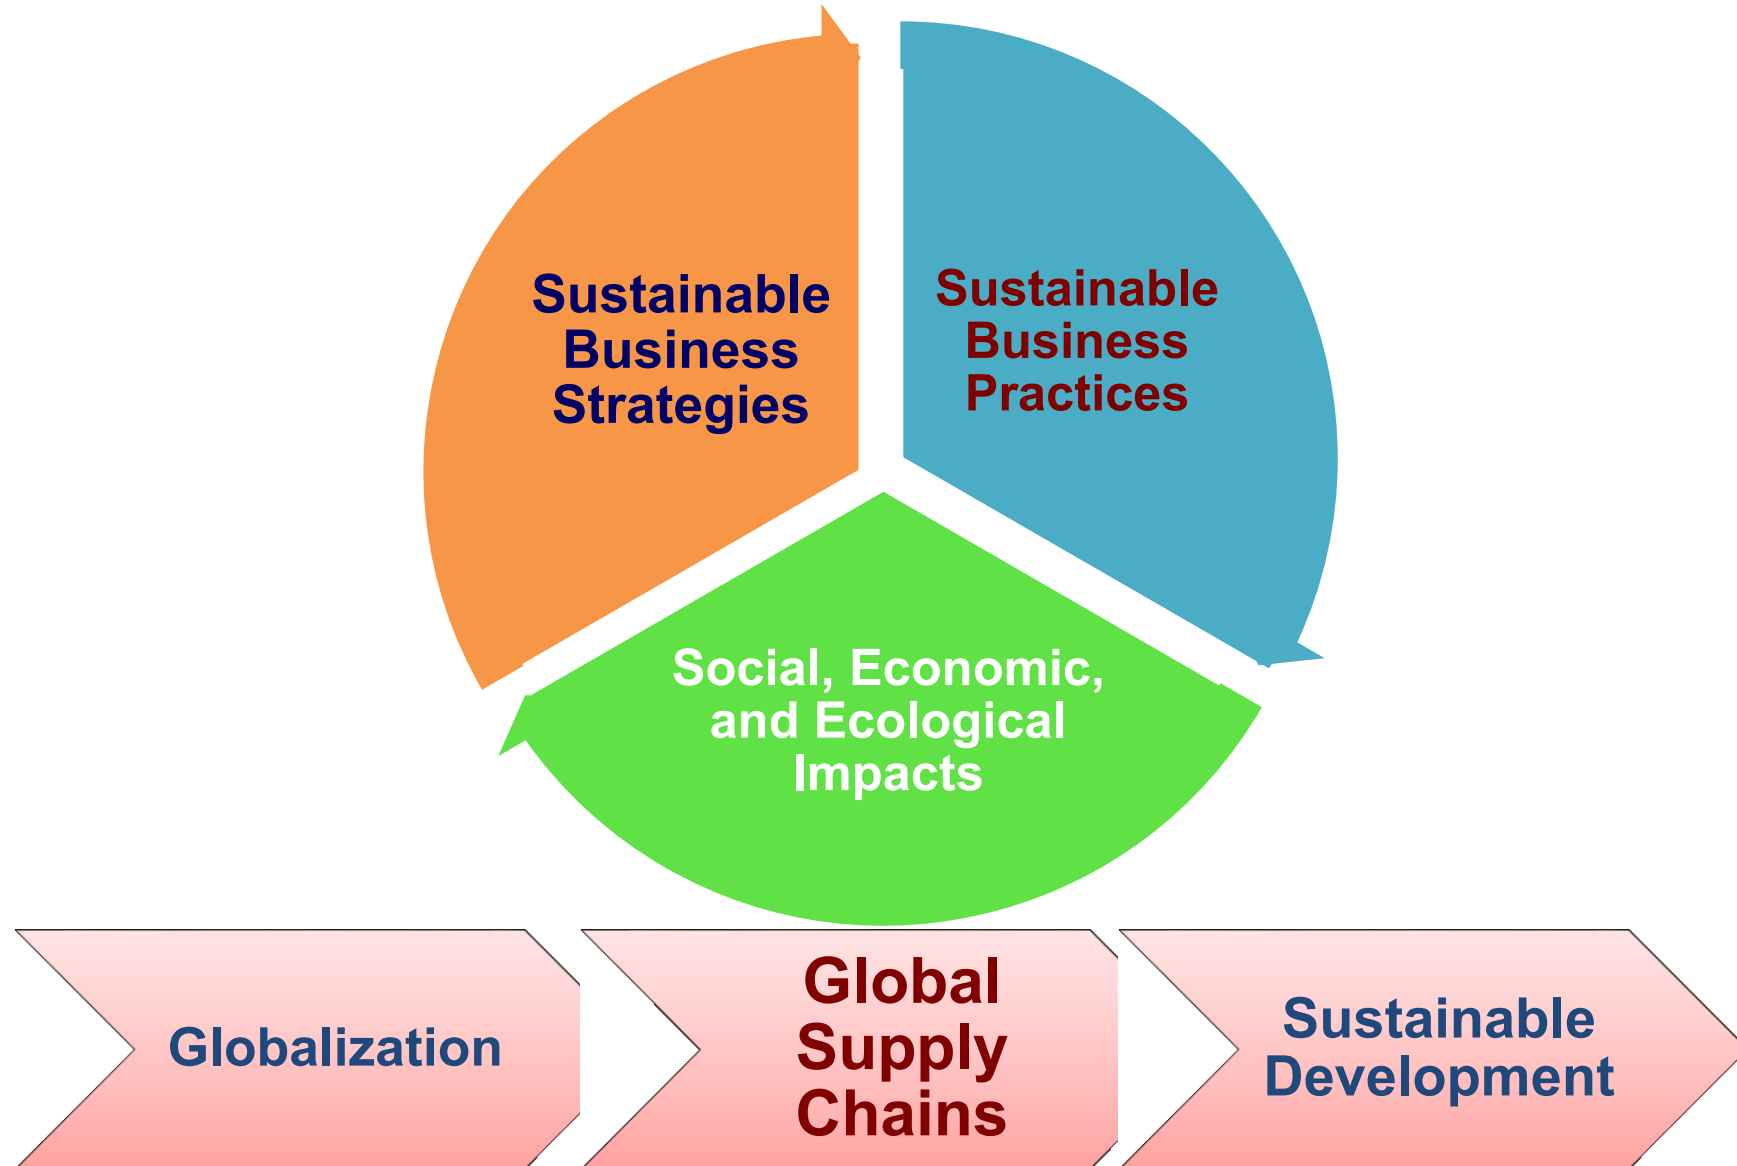 Sustainable
Business
Strategies
Sustainable
Business
Practices
Social, Economic,
and Ecological
Impacts
Globalization
Global
Supply
Chains
Sustainable
Development